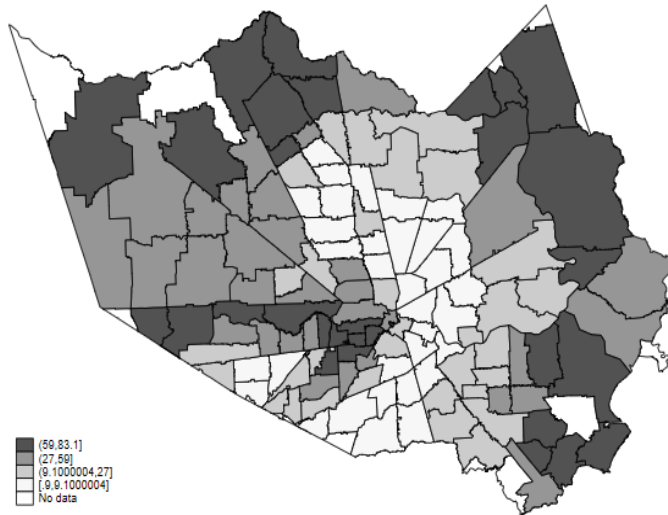 (59,83.1]
(27,59]
(9.1000004,27]
[.9,9.1000004]
No data